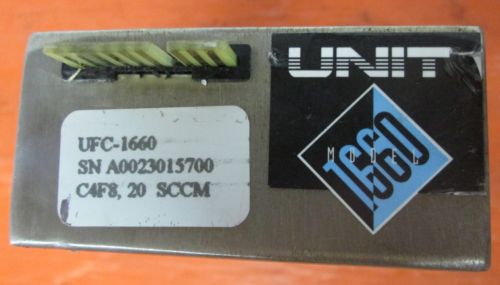 UNIT
MODEL
1660
UFC-1660
SN A0023015700
C4F8, 20 SCCM